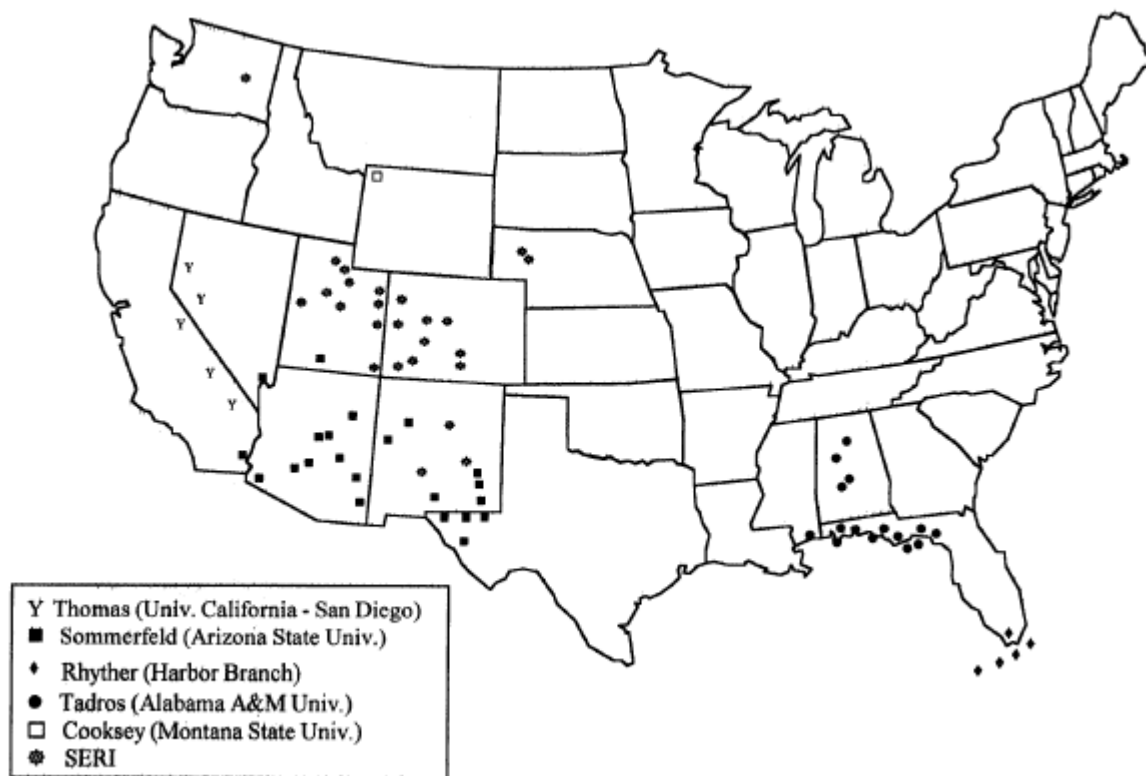 Y
Y
Y
Y
Y
Y Thomas (Univ. California - San Diego)
Sommerfeld (Arizona State Univ.)
Rhyther (Harbor Branch)
Tadros (Alabama A&M Univ.)
Cooksey (Montana State Univ.)
SERI